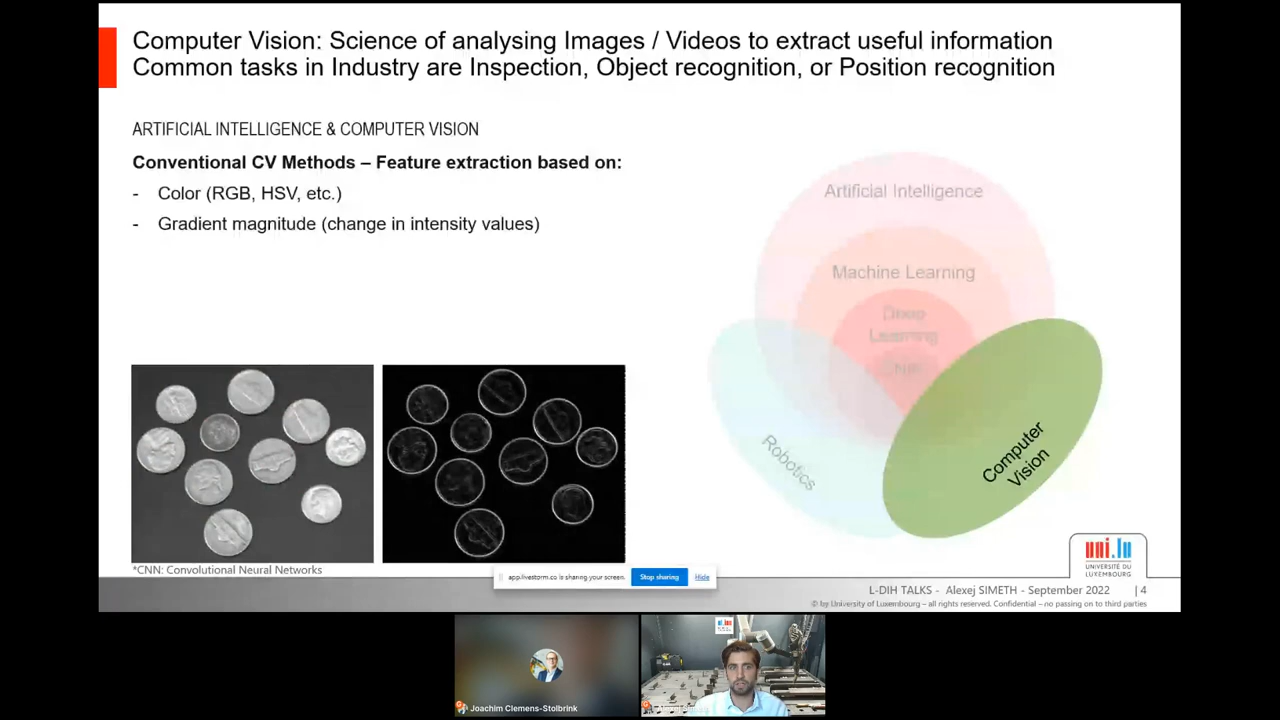 Computer Vision: Science of analysing Images / Videos to extract useful information
Common tasks in Industry are Inspection, Object recognition, or Position recognition
ARTIFICIAL INTELLIGENCE & COMPUTER VISION
Conventional CV Methods – Feature extraction based on:
- Color (RGB, HSV, etc.)
- Gradient magnitude (change in intensity values)
Artificial Intelligence
Machine Learning
Deep
Learning
CNN
Robotics
Computer
Vision
*CNN: Convolutional Neural Networks
app.livestorm.co is sharing your screen.
Stop sharing
Hide
uni.lu
UNIVERSITÉ DU
LUXEMBOURG
L-DIH TALKS - Alexej SIMETH - September 2022 | 4
© by University of Luxembourg – all rights reserved. Confidential – no passing on to third parties
Joachim Clemens-Stolbrink